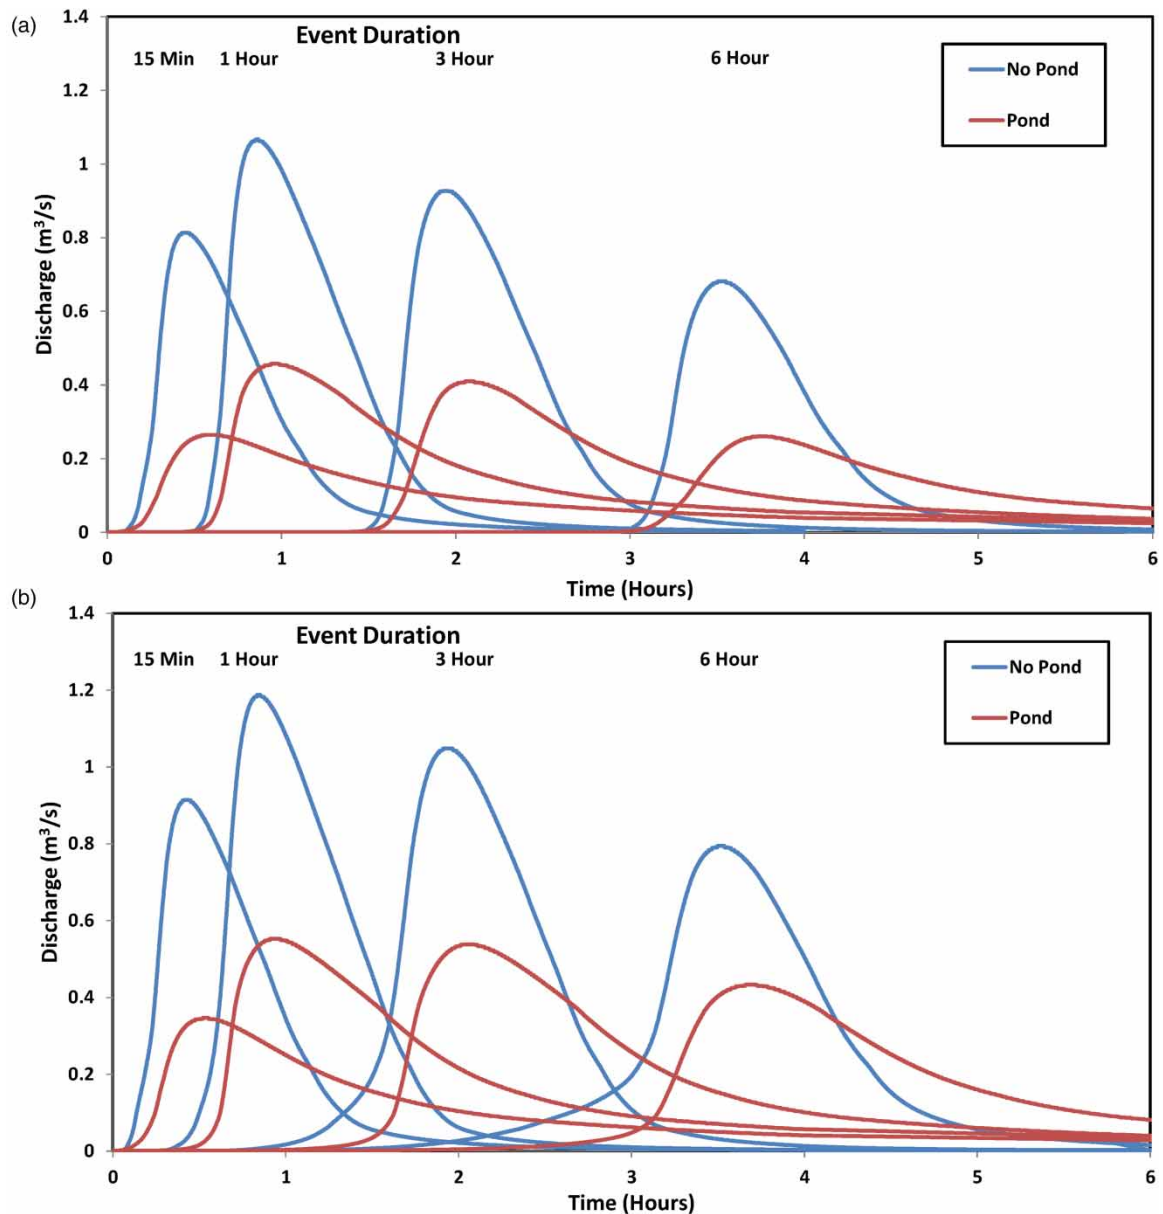 (a)
1.4
Event Duration
15 Min 1 Hour 3 Hour 6 Hour
No Pond
Pond
1.2
1
0.8
0.6
0.4
0.2
0
Discharge (m³/s)
0 1 2 3 4 5 6
Time (Hours)
(b)
1.4
Event Duration
15 Min 1 Hour 3 Hour 6 Hour
No Pond
Pond
1.2
1
0.8
0.6
0.4
0.2
0
Discharge (m³/s)
0 1 2 3 4 5 6
Time (Hours)